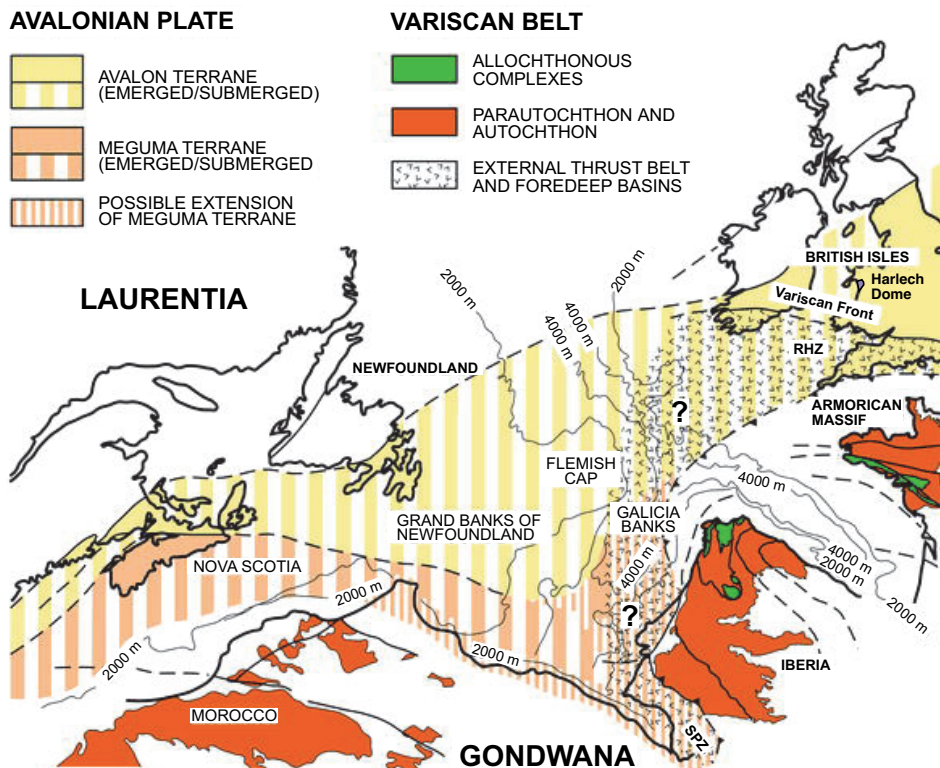 AVALONIAN PLATE
AVALON TERRANE
(EMERGED/SUBMERGED)
MEGUMA TERRANE
(EMERGED/SUBMERGED
POSSIBLE EXTENSION
OF MEGUMA TERRANE
VARISCAN BELT
ALLOCHTHONOUS
COMPLEXES
PARAUTOCHTHON AND
AUTOCHTHON
EXTERNAL THRUST BELT
AND FOREDEEP BASINS
LAURENTIA
2000 m
4000 m
4000 m
2000 m
BRITISH ISLES
Harlech
Dome
Variscan Front
RHZ
NEWFOUNDLAND
ARMORICAN
MASSIF
?
FLEMISH
CAP
4000 m
GRAND BANKS OF
NEWFOUNDLAND
GALICIA
BANKS
4000 m
4000 m
2000 m
2000 m
NOVA SCOTIA
2000 m
2000 m
?
2000 m
IBERIA
MOROCCO
SPZ
GONDWANA